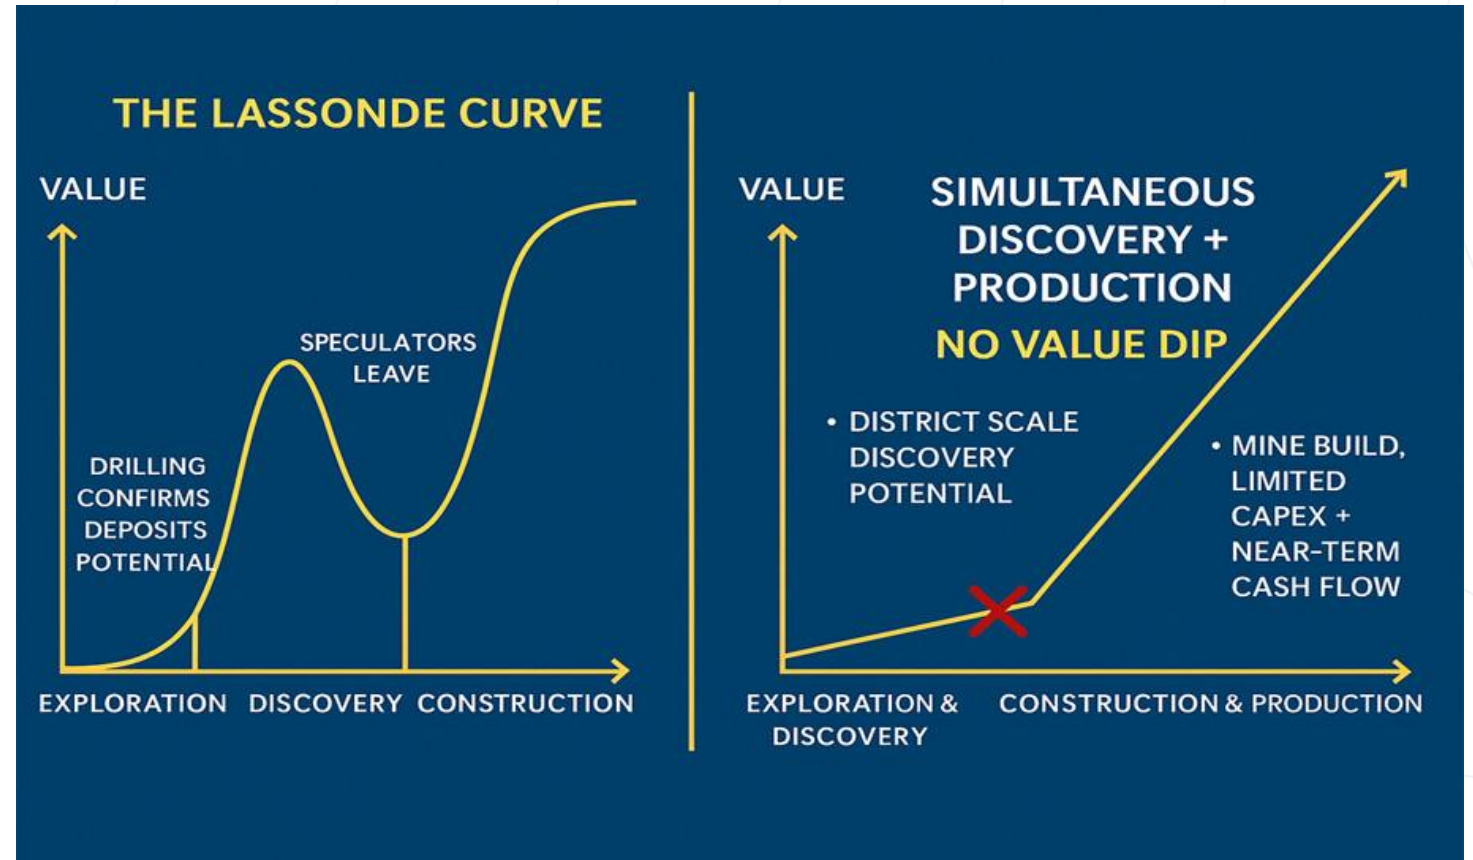 THE LASSONDE CURVE
VALUE
SPECULATORS
LEAVE
DRILLING
CONFIRMS
DEPOSITS
POTENTIAL
EXPLORATION DISCOVERY CONSTRUCTION
VALUE
SIMULTANEOUS
DISCOVERY +
PRODUCTION
NO VALUE DIP
• DISTRICT SCALE
DISCOVERY
POTENTIAL
• MINE BUILD,
LIMITED
CAPEX +
NEAR-TERM
CASH FLOW
EXPLORATION &
DISCOVERY
CONSTRUCTION & PRODUCTION